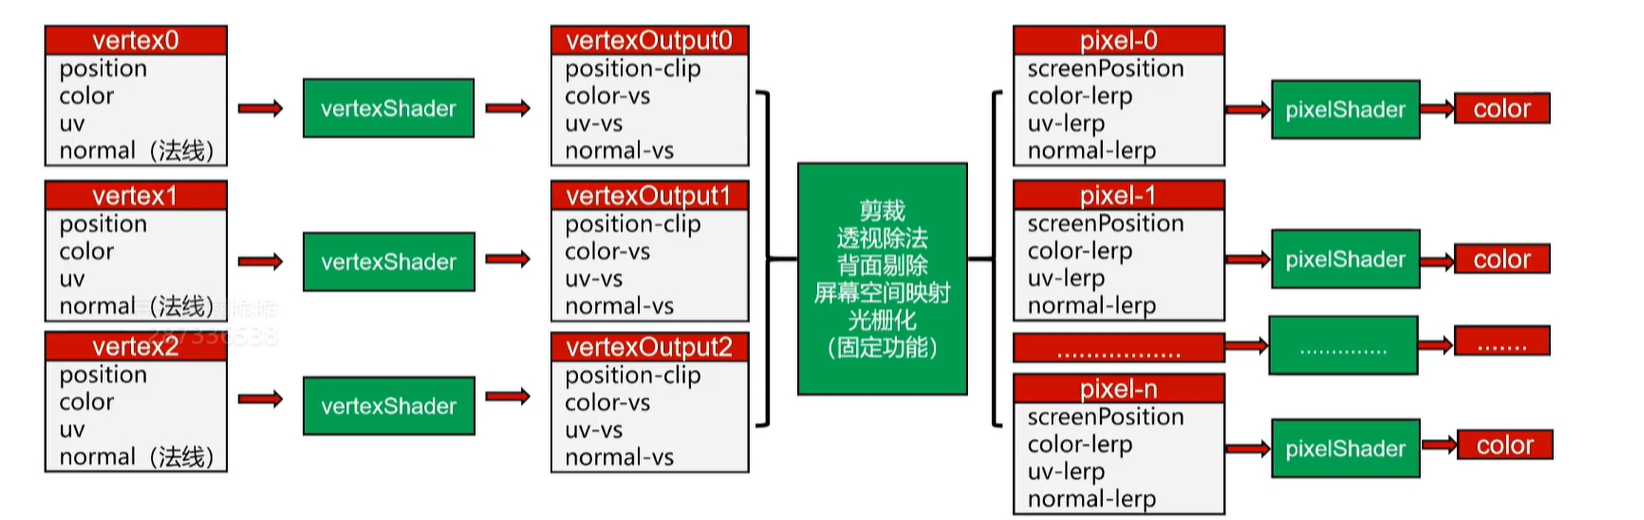 vertex0
position
color
uv
normal（法线）
vertexShader
vertexOutput0
position-clip
color-vs
uv-vs
normal-vs
vertex1
position
color
uv
normal（法线）
vertexShader
vertexOutput1
position-clip
color-vs
uv-vs
normal-vs
vertex2
position
color
uv
normal（法线）
vertexShader
vertexOutput2
position-clip
color-vs
uv-vs
normal-vs
剪裁
透视除法
背面剔除
屏幕空间映射
光栅化
（固定功能）
pixel-0
screenPosition
color-lerp
uv-lerp
normal-lerp
pixelShader
color
pixel-1
screenPosition
color-lerp
uv-lerp
normal-lerp
pixelShader
color
.................
..............
.......
pixel-n
screenPosition
color-lerp
uv-lerp
normal-lerp
pixelShader
color